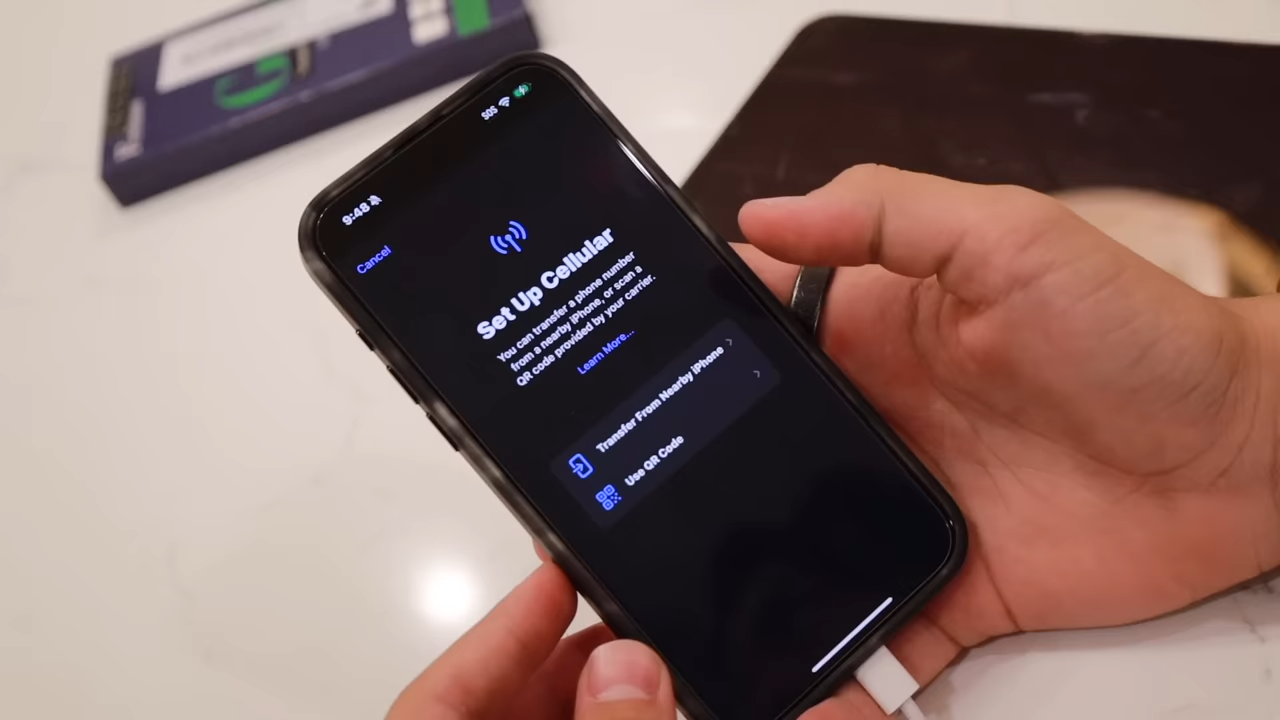 9:48
SOS
Cancel
Set Up Cellular
You can transfer a phone number
from a nearby iPhone, or scan a
QR code provided by your carrier.
Learn More...
Transfer From Nearby iPhone
Use QR Code